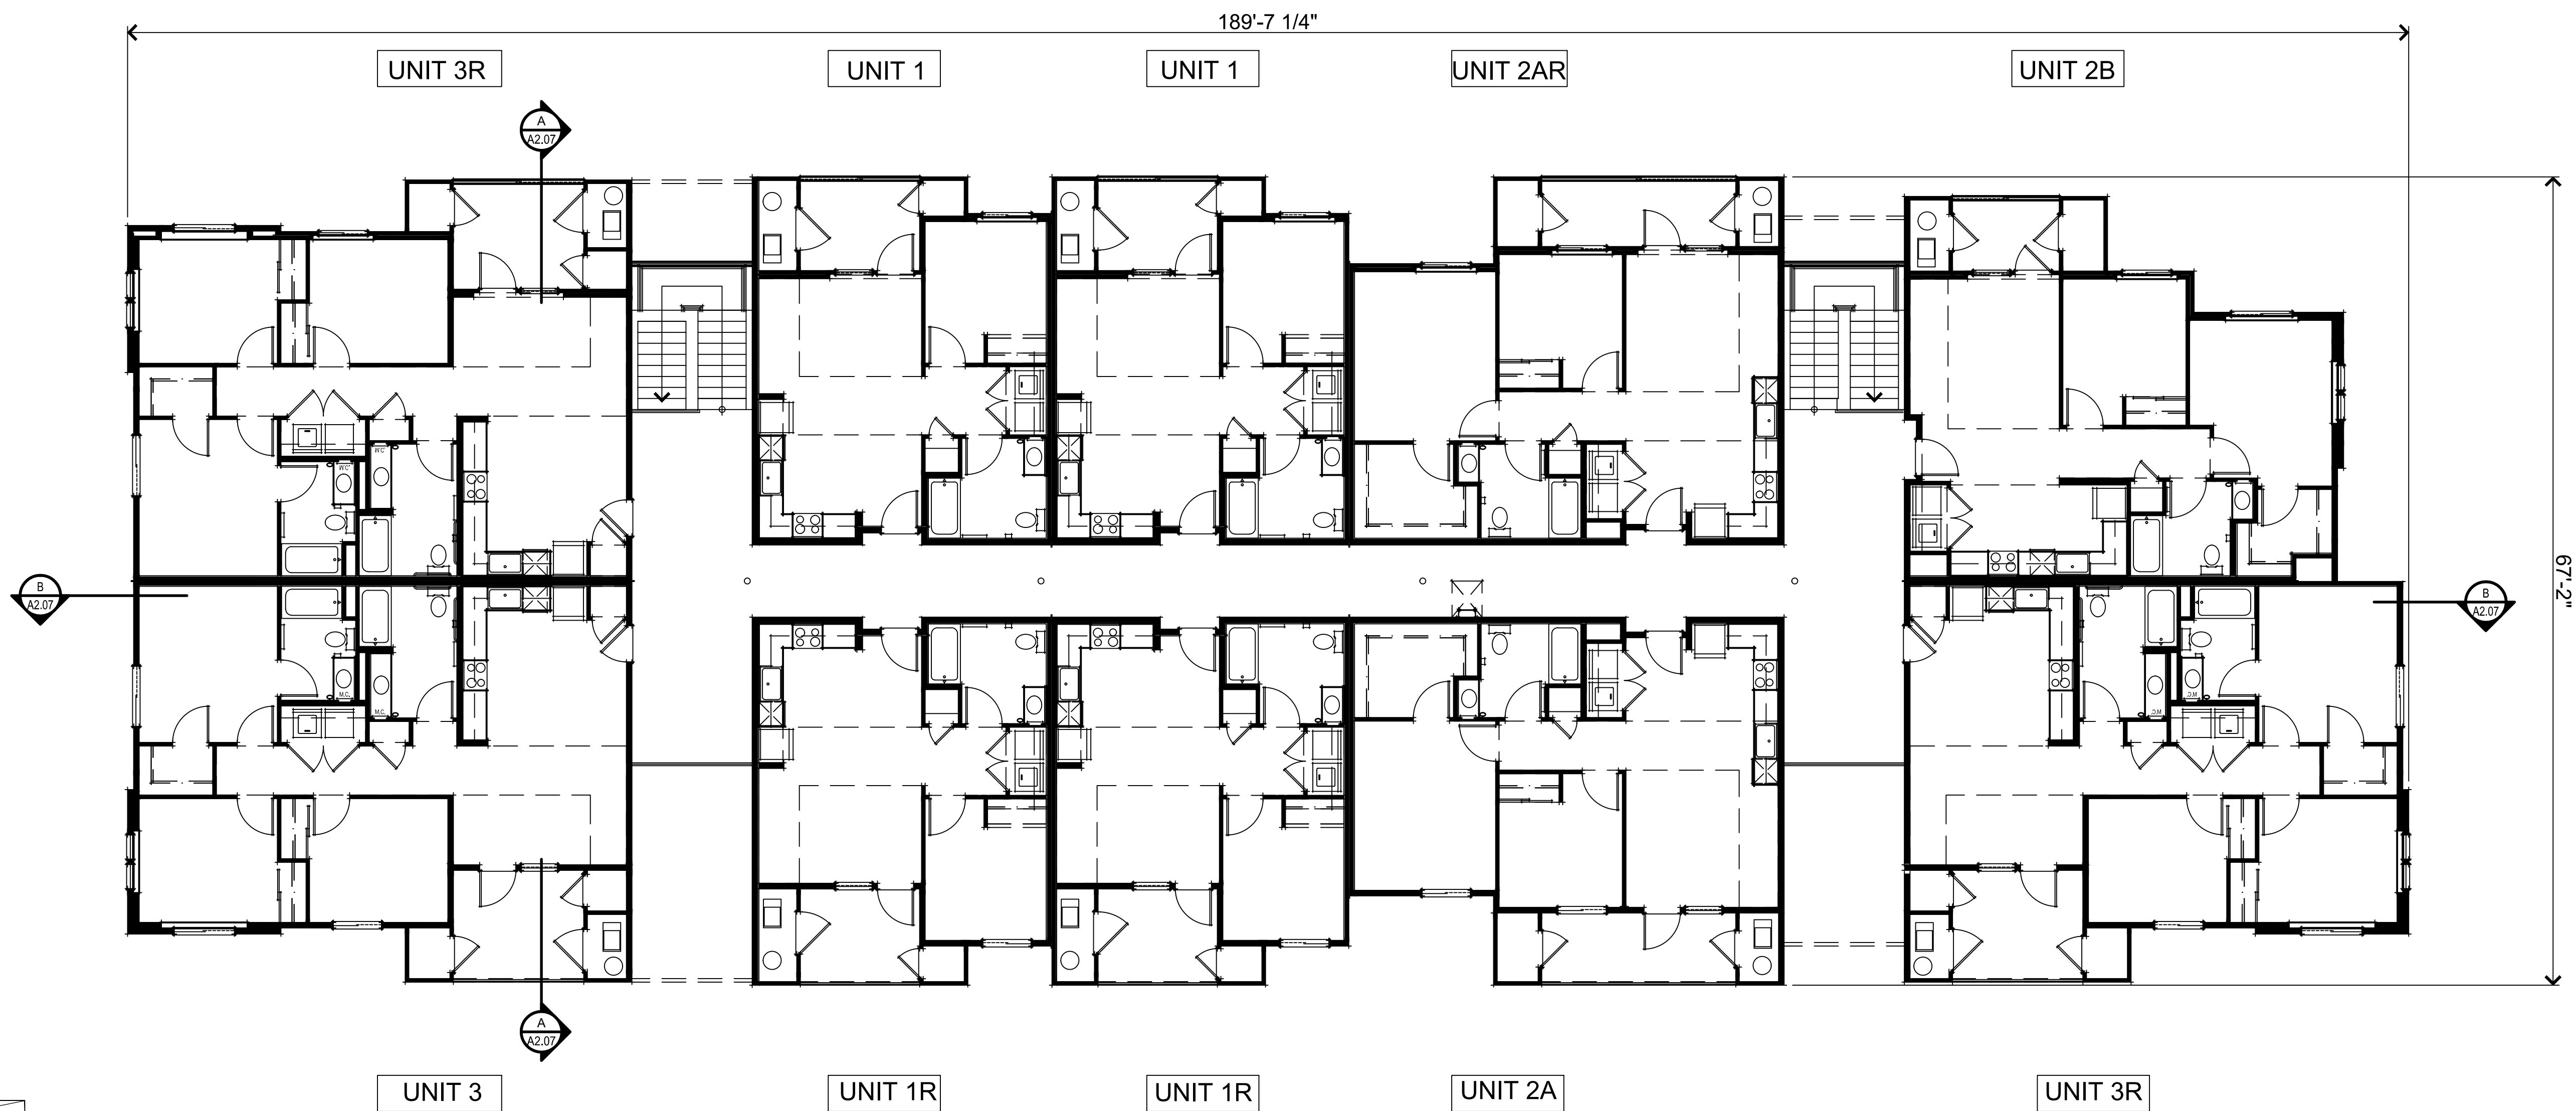 189'-7 1/4"
UNIT 3R
UNIT 1
UNIT 1
UNIT 2AR
UNIT 2B
A
A2.07
M.C.
M.C.
B
A2.07
B
A2.07
67'-2"
M.C.
M.C.
M.C.
M.C.
A
A2.07
UNIT 3
UNIT 1R
UNIT 1R
UNIT 2A
UNIT 3R